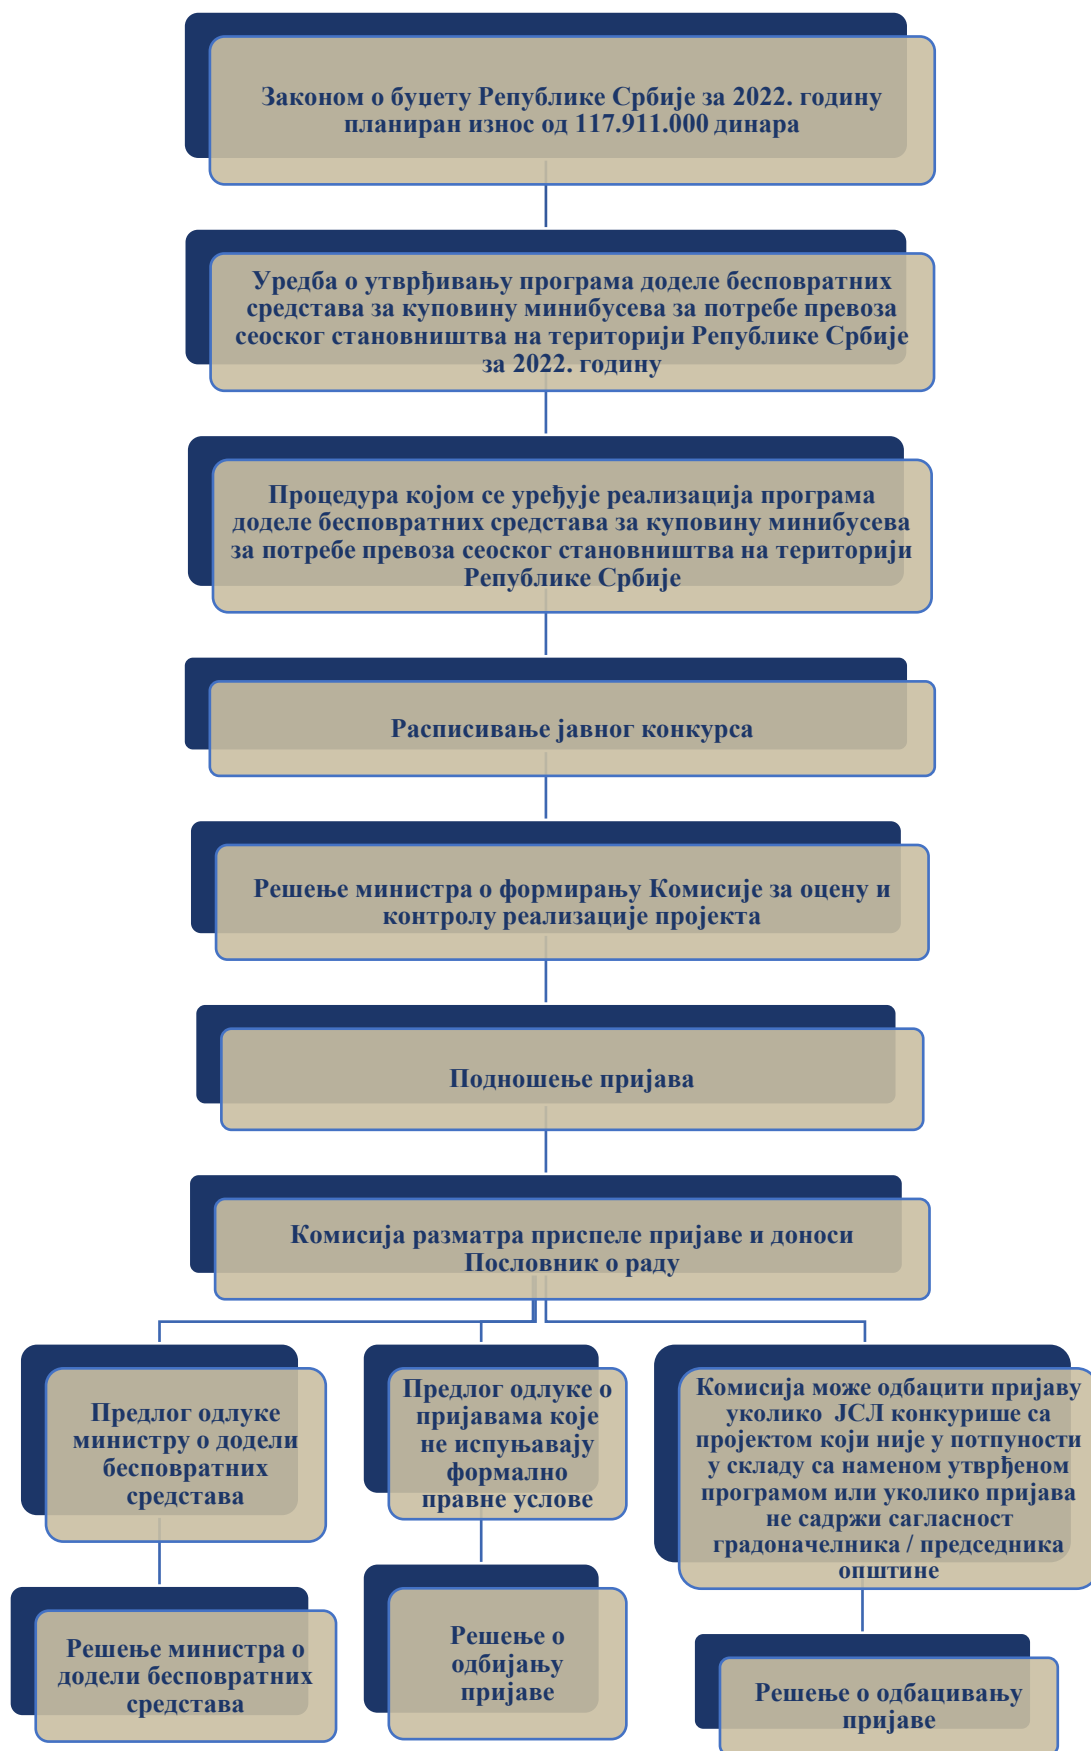 Законом о буџету Републике Србије за 2022. годину
планиран износ од 117.911.000 динара
Уредба о утврђивању програма доделе бесповратних
средстава за куповину минибусева за потребе превоза
сеоског становништва на територији Републике Србије
за 2022. годину
Процедура којом се уређује реализација програма
доделе бесповратних средстава за куповину минибусева
за потребе превоза сеоског становништва на територији
Републике Србије
Расписивање јавног конкурса
Решење министра о формирању Комисије за оцену и
контролу реализације пројекта
Подношење пријава
Комисија разматра приспеле пријаве и доноси
Пословник о раду
Предлог одлуке
министру о додели
бесповратних
средстава
Решење министра о
додели бесповратних
средстава
Предлог одлуке о
пријавама које
не испуњавају
формално
правне услове
Решење о
одбијању
пријаве
Комисија може одбацити пријаву
уколико ЈСЛ конкурише са
пројектом који није у потпуности
у складу са наменом утврђеном
програмом или уколико пријава
не садржи сагласност
градоначелника / председника
општине
Решење о одбацивању
пријаве